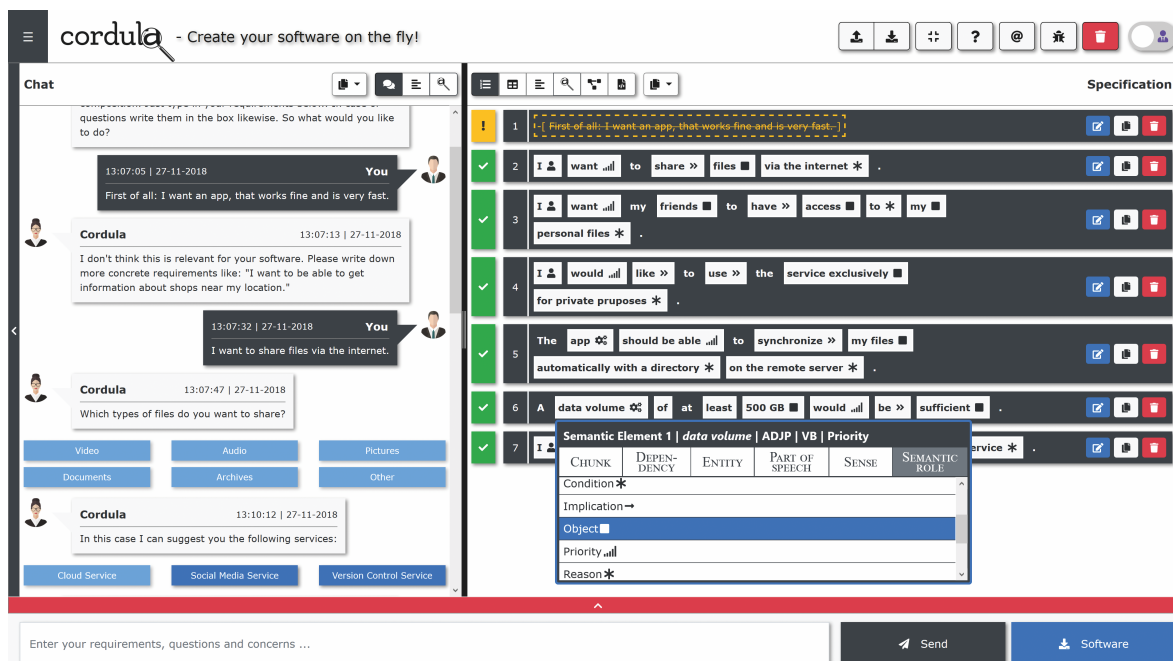 cordula - Create your software on the fly!
? @
Chat
Specification
questions write them in the box likewise. So what would you like
to do?
13:07:05 | 27-11-2018 You
First of all: I want an app, that works fine and is very fast.
Cordula 13:07:13 | 27-11-2018
I don't think this is relevant for your software. Please write down
more concrete requirements like: "I want to be able to get
information about shops near my location."
13:07:32 | 27-11-2018 You
I want to share files via the internet.
Cordula 13:07:47 | 27-11-2018
Which types of files do you want to share?
Video Audio Pictures
Documents Archives Other
Cordula 13:10:12 | 27-11-2018
In this case I can suggest you the following services:
Cloud Service Social Media Service Version Control Service
! 1 -[ First of all: I want an app, that works fine and is very fast. ]
2 I want to share » files via the internet .
3 I want my friends to have » access to my
personal files .
4 I would like » to use » the service exclusively
for private pruposes .
5 The app should be able to synchronize » my files
automatically with a directory on the remote server .
6 A data volume of at least 500 GB would be » sufficient .
7 I ervice .
Semantic Element 1 | data volume | ADJP | VB | Priority
CHUNK DEPEN- ENTITY PART OF SENSE SEMANTIC
DENCY SPEECH ROLE
Condition
Implication→
Object
Priority
Reason
Enter your requirements, questions and concerns ...
Send Software